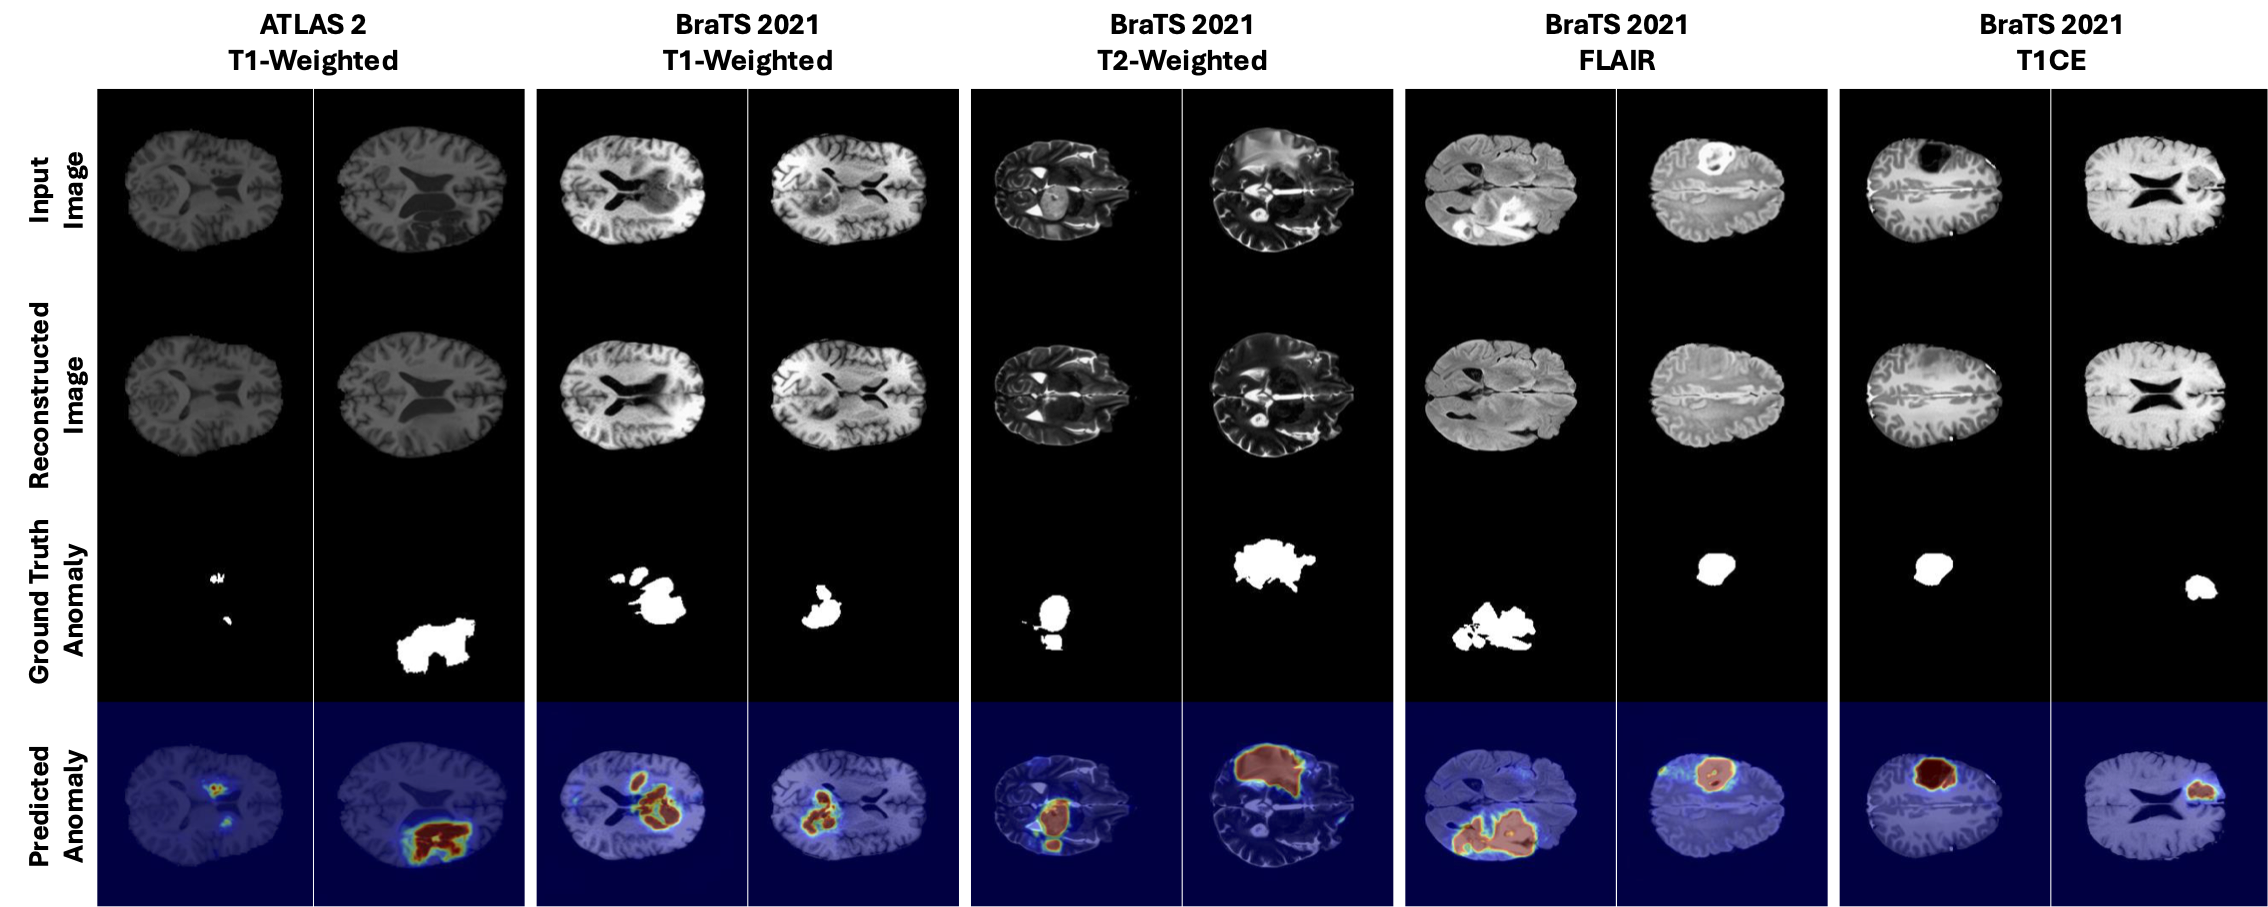 ATLAS 2
T1-Weighted
BraTS 2021
T1-Weighted
BraTS 2021
T2-Weighted
BraTS 2021
FLAIR
BraTS 2021
T1CE
Input
Image
Reconstructed
Image
Ground Truth
Anomaly
Predicted
Anomaly